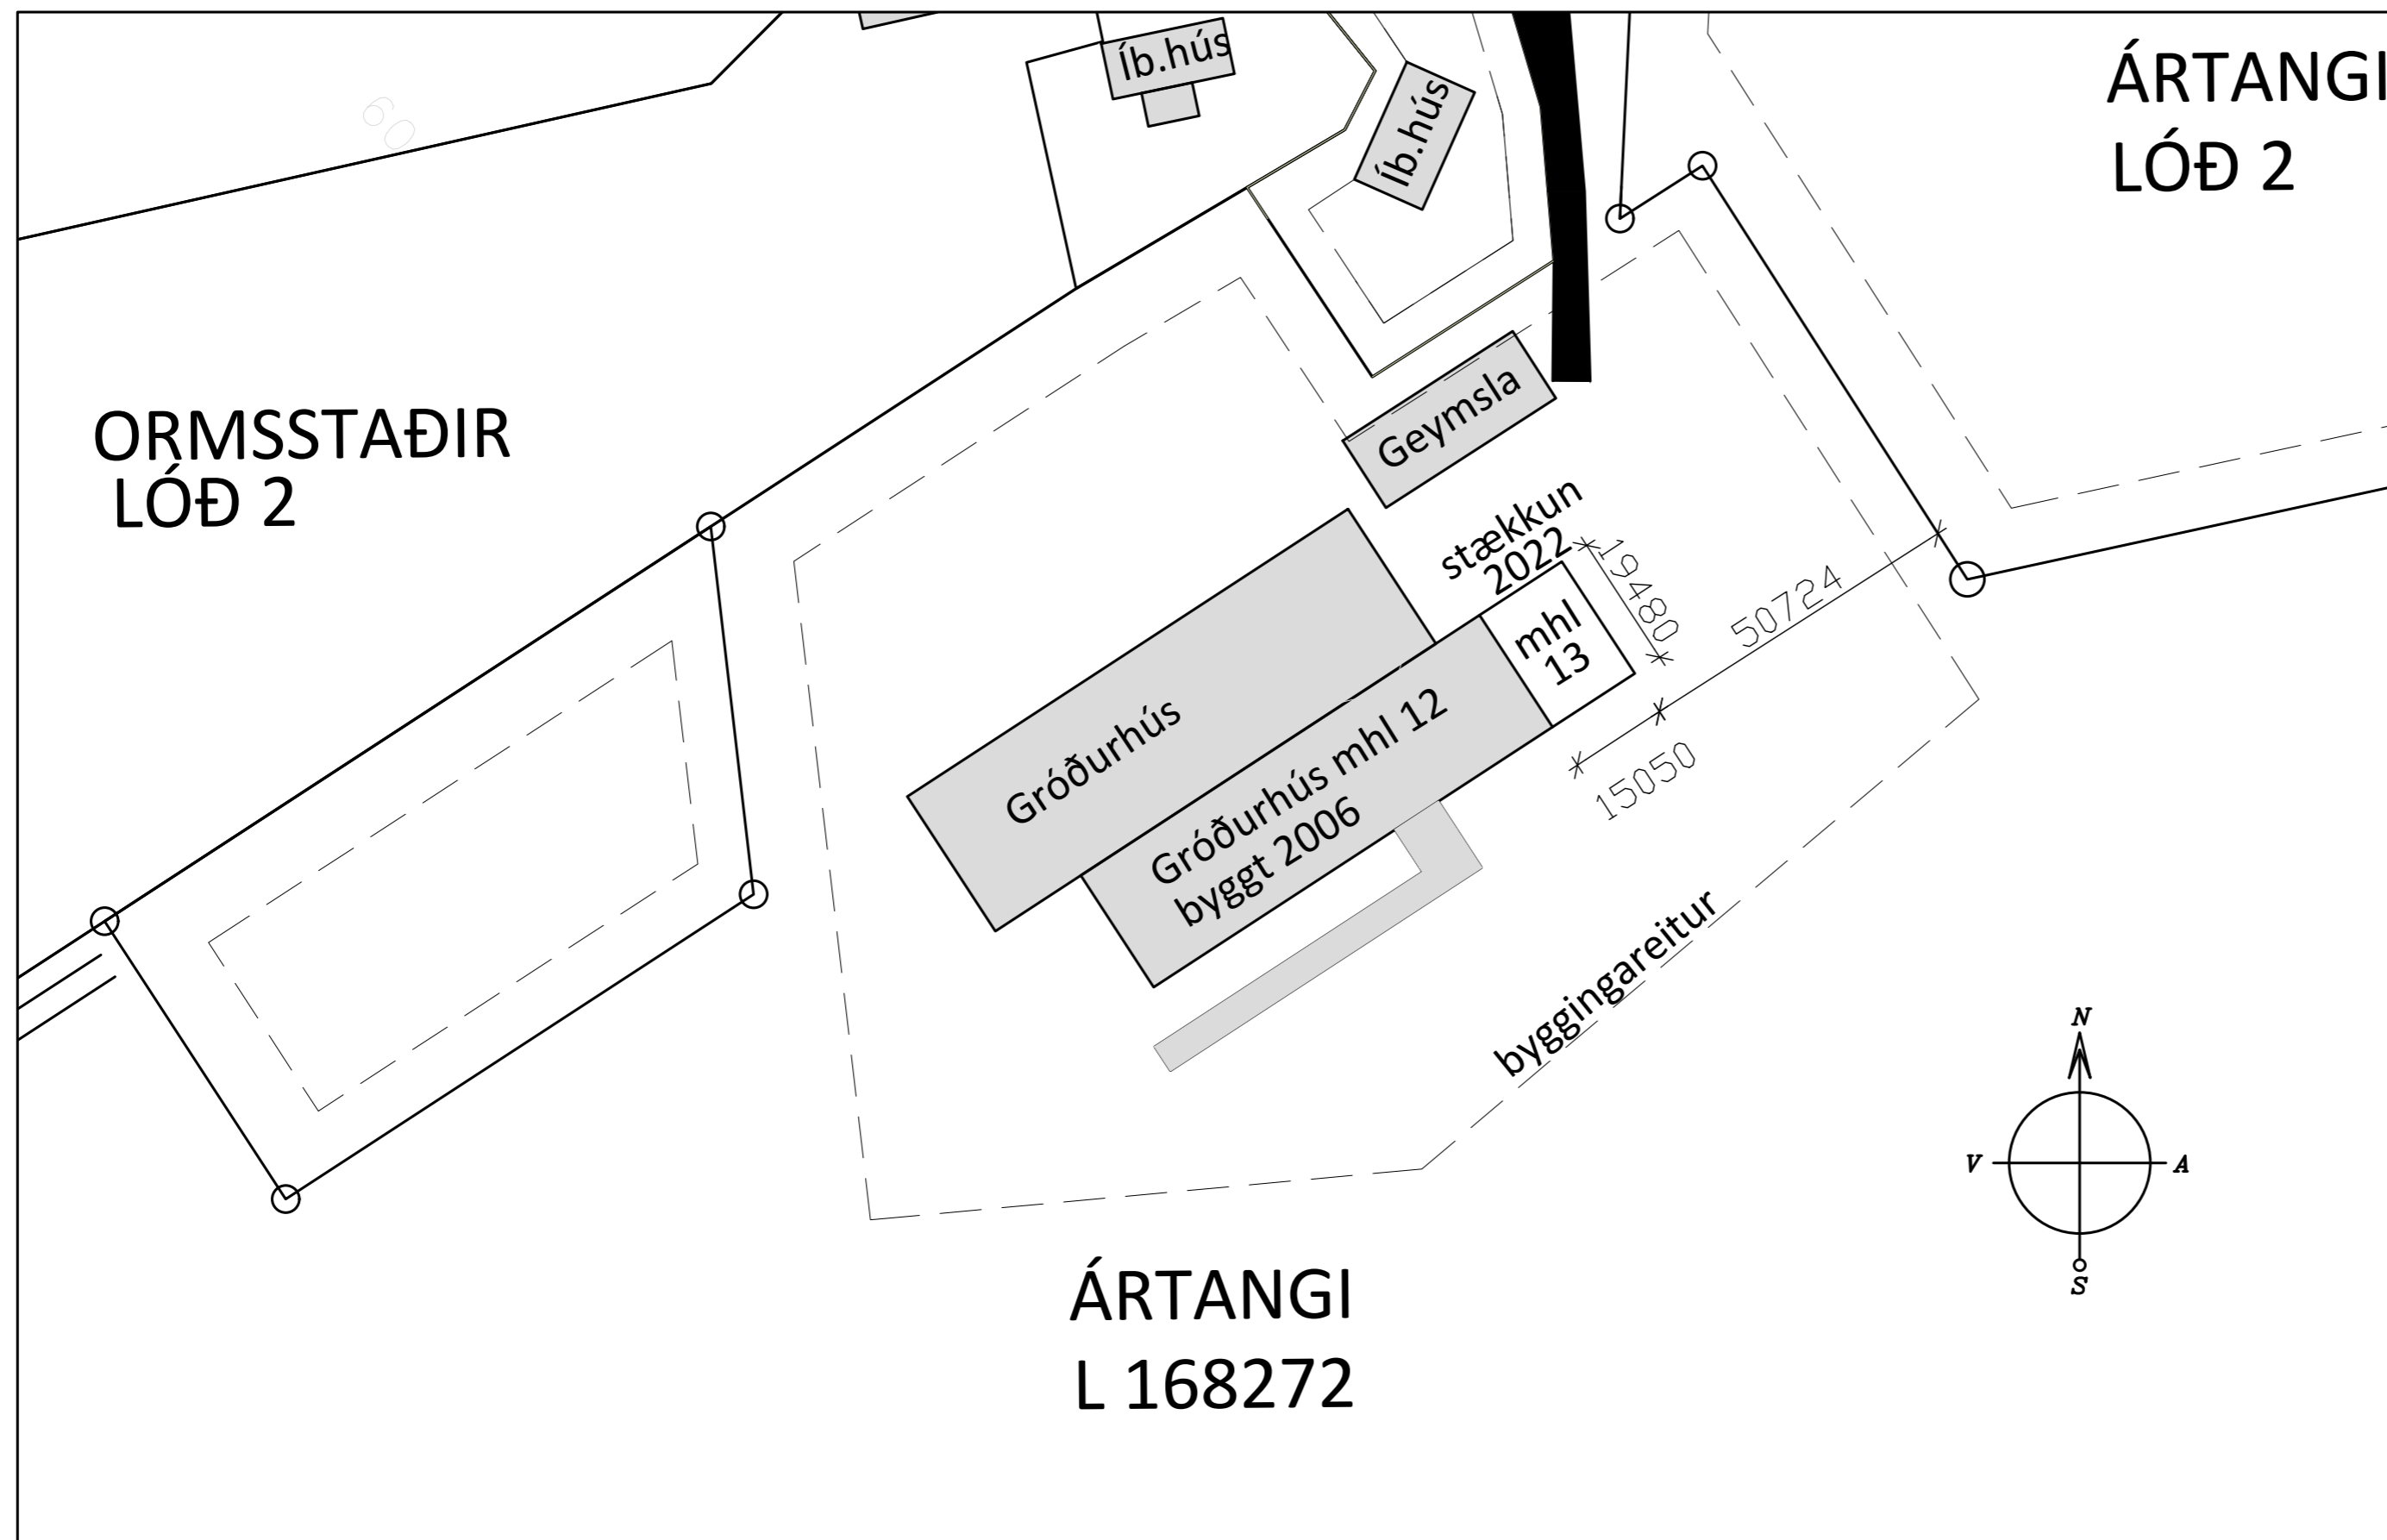 Íb.hús
Íb.hús
ÁRTANGI
LÓÐ 2
60
ORMSSTAÐIR
LÓÐ 2
Geymsla
stækkun
2022
19480
50724
mhl
13
Gróðurhús
Gróðurhús mhl 12
byggt 2006
15050
byggingareitur
N
V
A
S
ÁRTANGI
L 168272